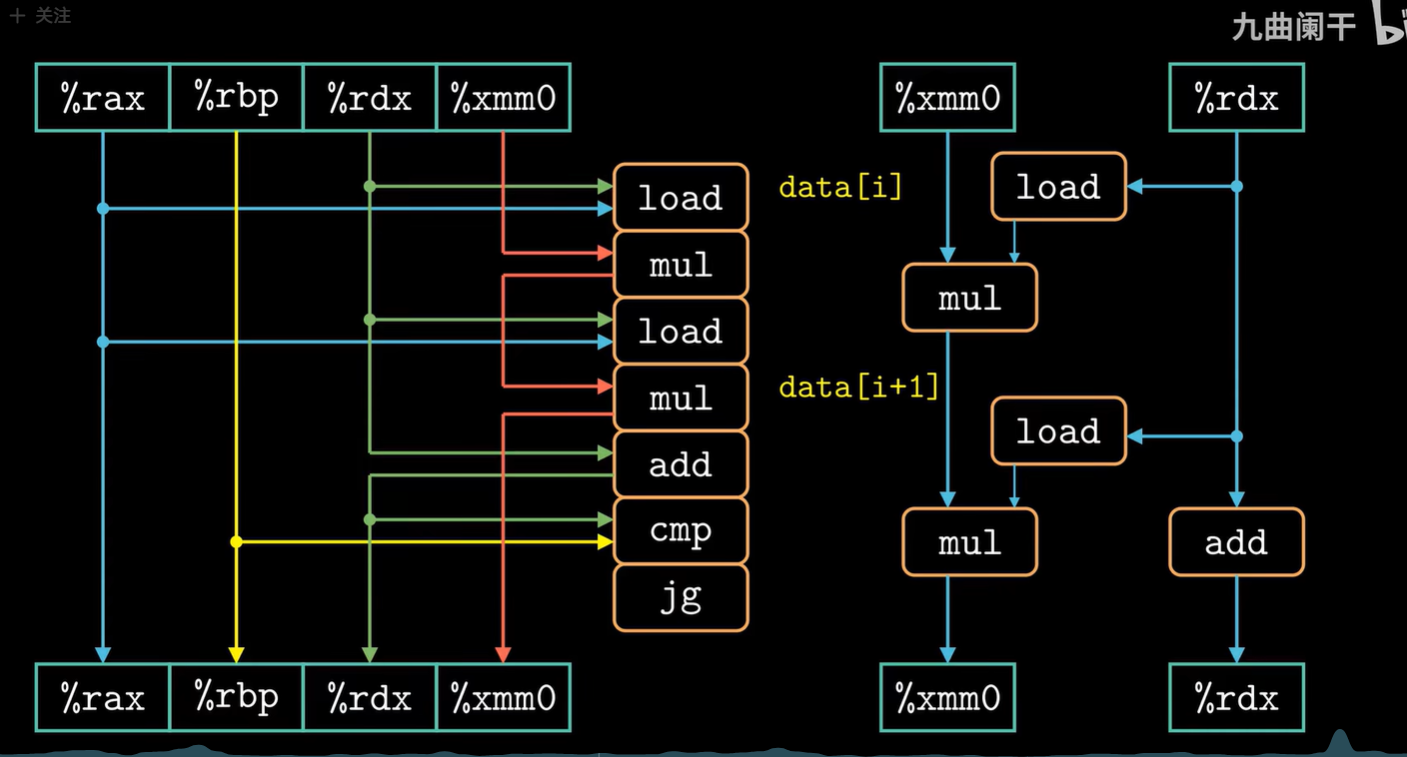 关注
九曲阑干
%rax %rbp %rdx %xmm0
%xmm0 %rdx
load
mul
load
mul
add
cmp
jg
data[i]
data[i+1]
load
mul
load
mul
add
%rax %rbp %rdx %xmm0
%xmm0 %rdx